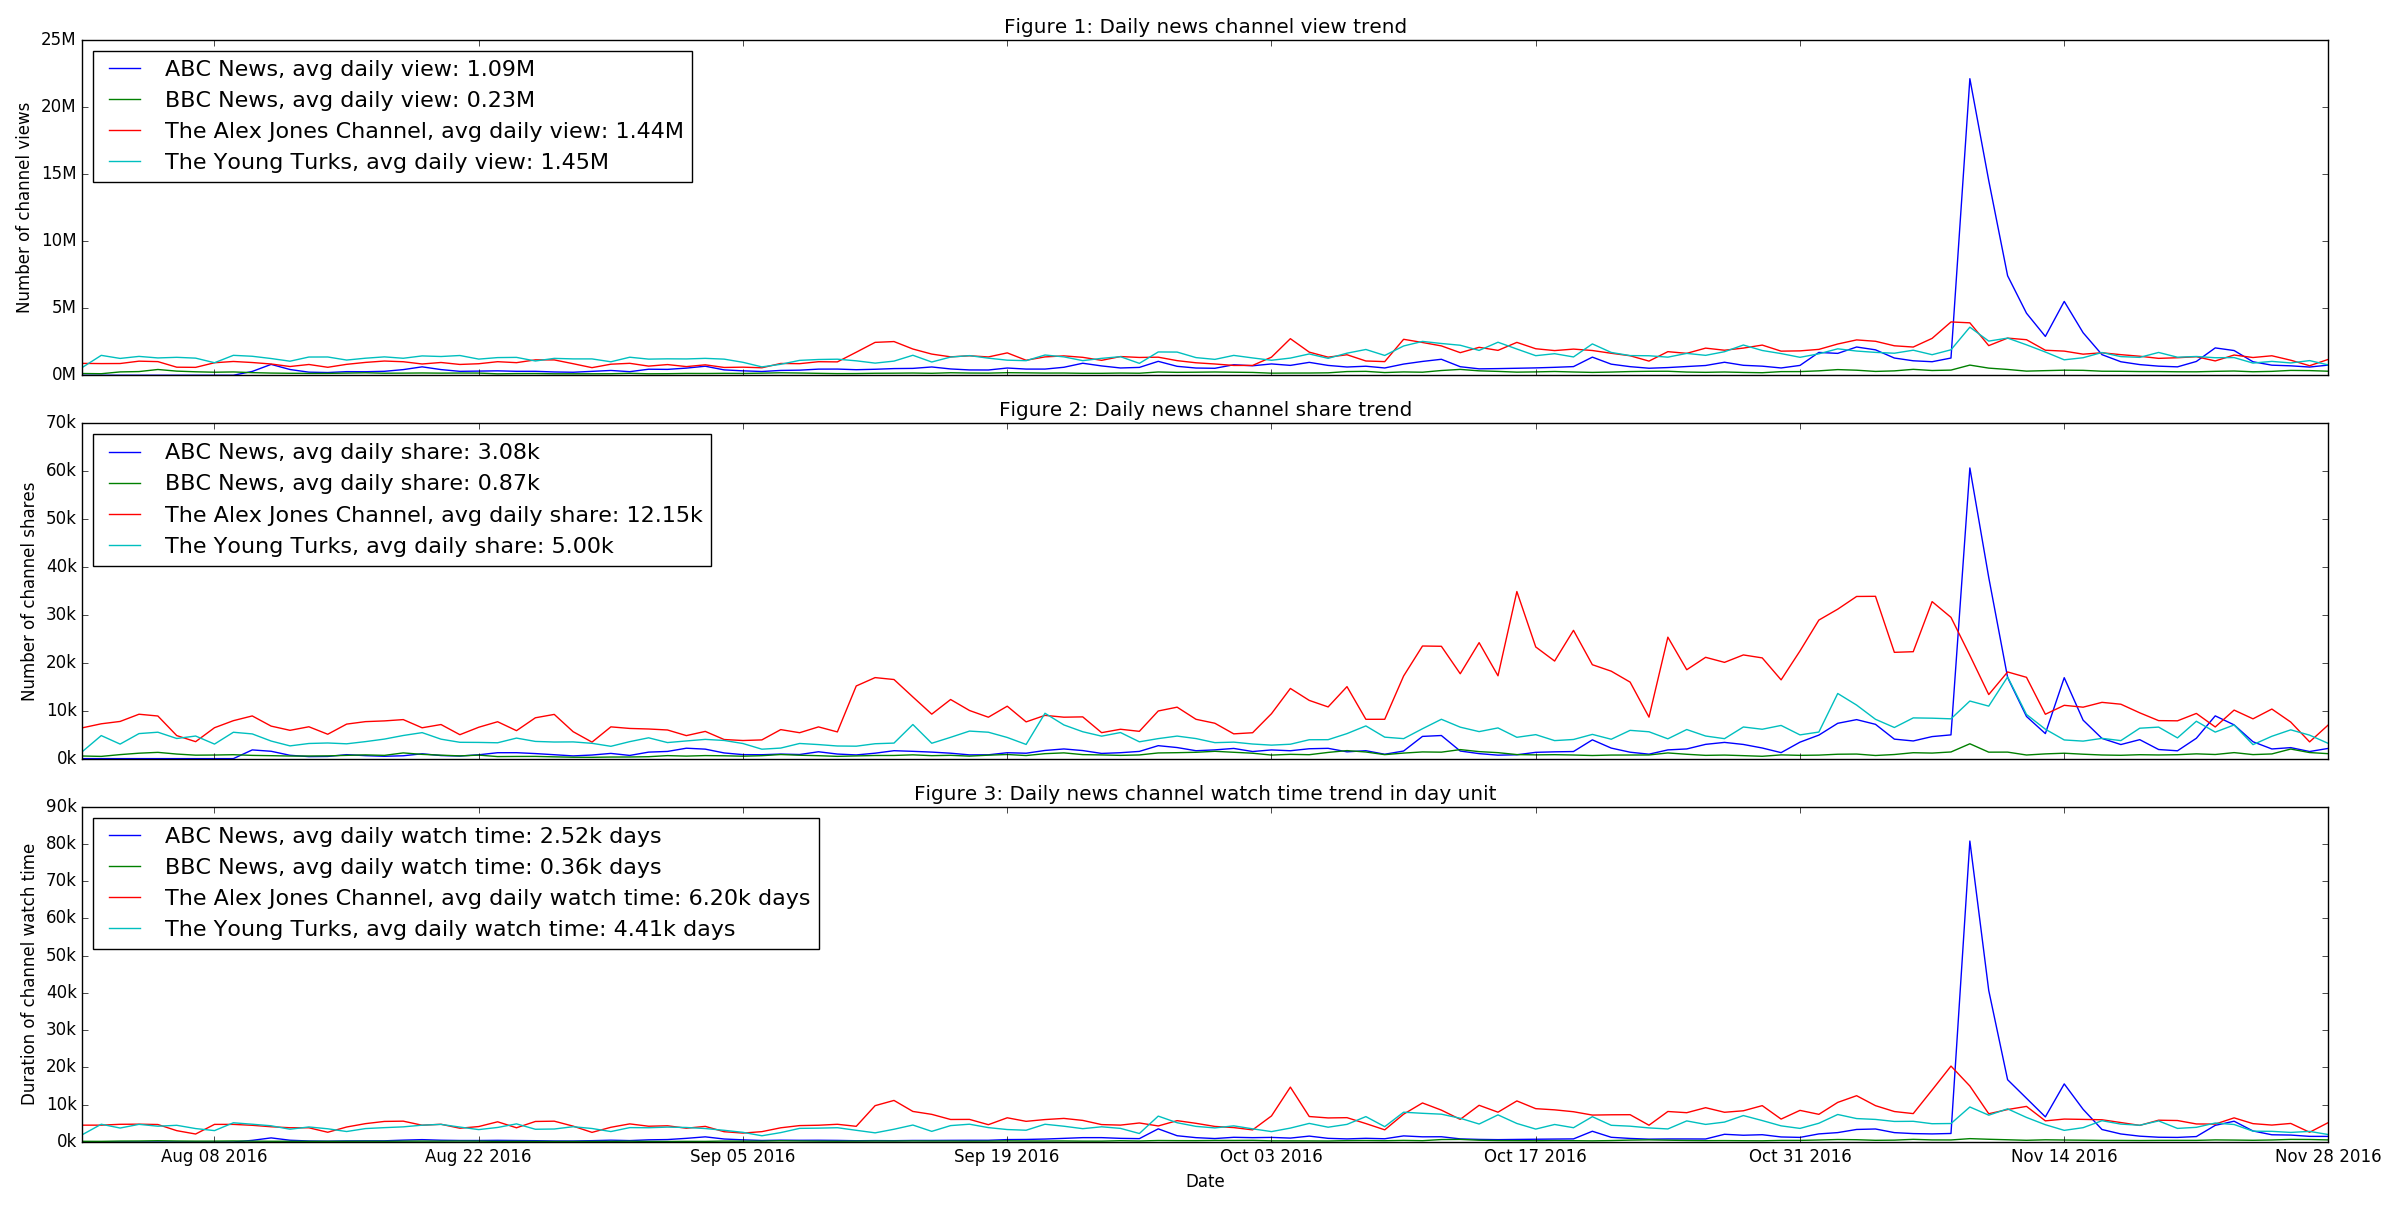 Figure 1: Daily news channel view trend
25M
20M
15M
10M
5M
0M
Number of channel views
ABC News, avg daily view: 1.09M
BBC News, avg daily view: 0.23M
The Alex Jones Channel, avg daily view: 1.44M
The Young Turks, avg daily view: 1.45M
Figure 2: Daily news channel share trend
70k
60k
50k
40k
30k
20k
10k
0k
Number of channel shares
ABC News, avg daily share: 3.08k
BBC News, avg daily share: 0.87k
The Alex Jones Channel, avg daily share: 12.15k
The Young Turks, avg daily share: 5.00k
Figure 3: Daily news channel watch time trend in day unit
90k
80k
70k
60k
50k
40k
30k
20k
10k
0k
Duration of channel watch time
ABC News, avg daily watch time: 2.52k days
BBC News, avg daily watch time: 0.36k days
The Alex Jones Channel, avg daily watch time: 6.20k days
The Young Turks, avg daily watch time: 4.41k days
Aug 08 2016
Aug 22 2016
Sep 05 2016
Sep 19 2016
Oct 03 2016
Oct 17 2016
Oct 31 2016
Nov 14 2016
Nov 28 2016
Date